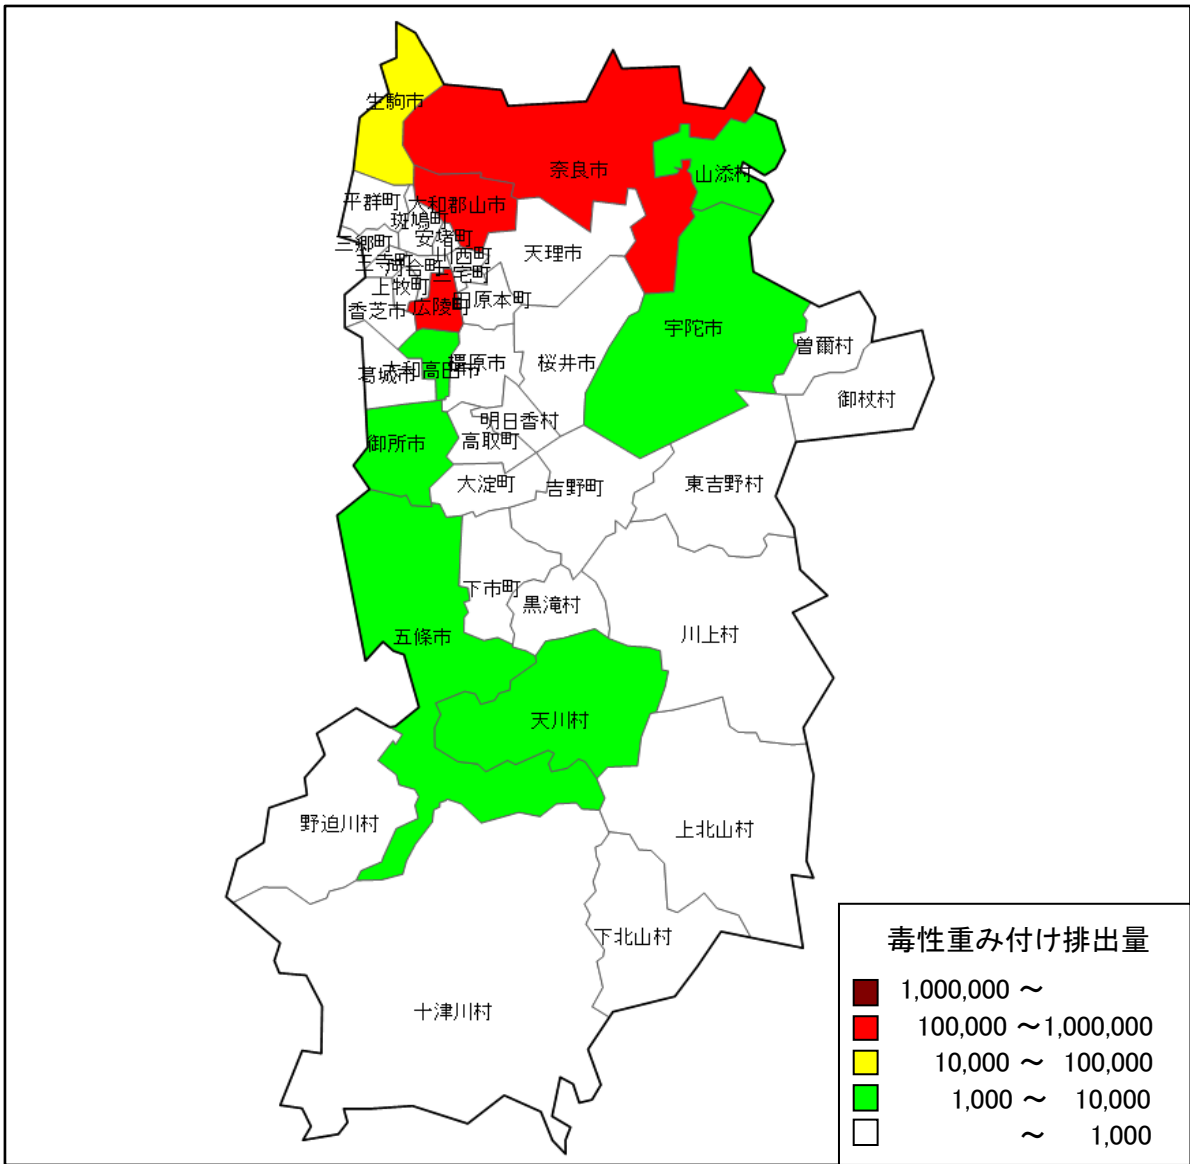 生駒市
奈良市
山添村
平群町
大和郡山市
斑鳩町
安堵町
三郷町
川西町
天理市
王寺町
河合町
三宅町
上牧町
田原本町
広陵町
香芝市
宇陀市
曽爾村
大和高田市
橿原市
桜井市
葛城市
御杖村
明日香村
高取町
御所市
大淀町
吉野町
東吉野村
下市町
黒滝村
川上村
五條市
天川村
野迫川村
上北山村
下北山村
十津川村
毒性重み付け排出量
1,000,000 ～
100,000 ～1,000,000
10,000 ～ 100,000
1,000 ～ 10,000
～ 1,000